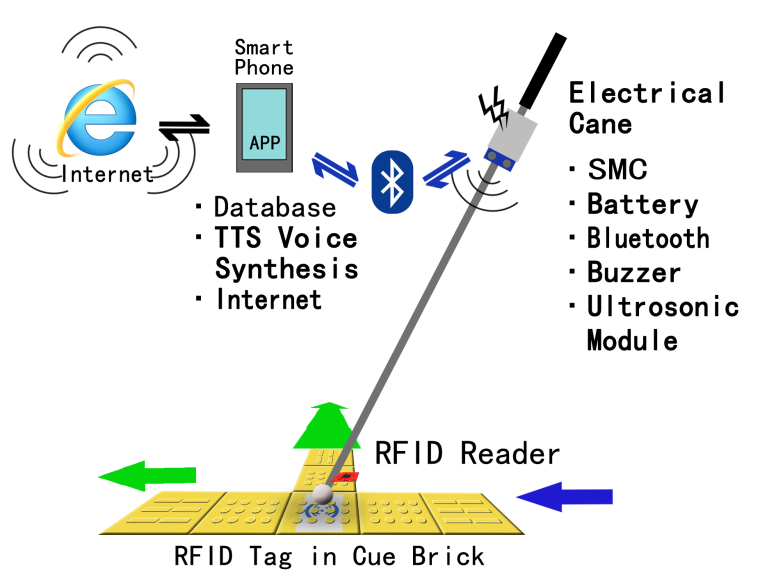 Smart
Phone
APP
Internet
· Database
· TTS Voice
Synthesis
· Internet
Electrical
Cane
· SMC
· Battery
· Bluetooth
· Buzzer
· Ultrosonic
Module
RFID Reader
RFID Tag in Cue Brick